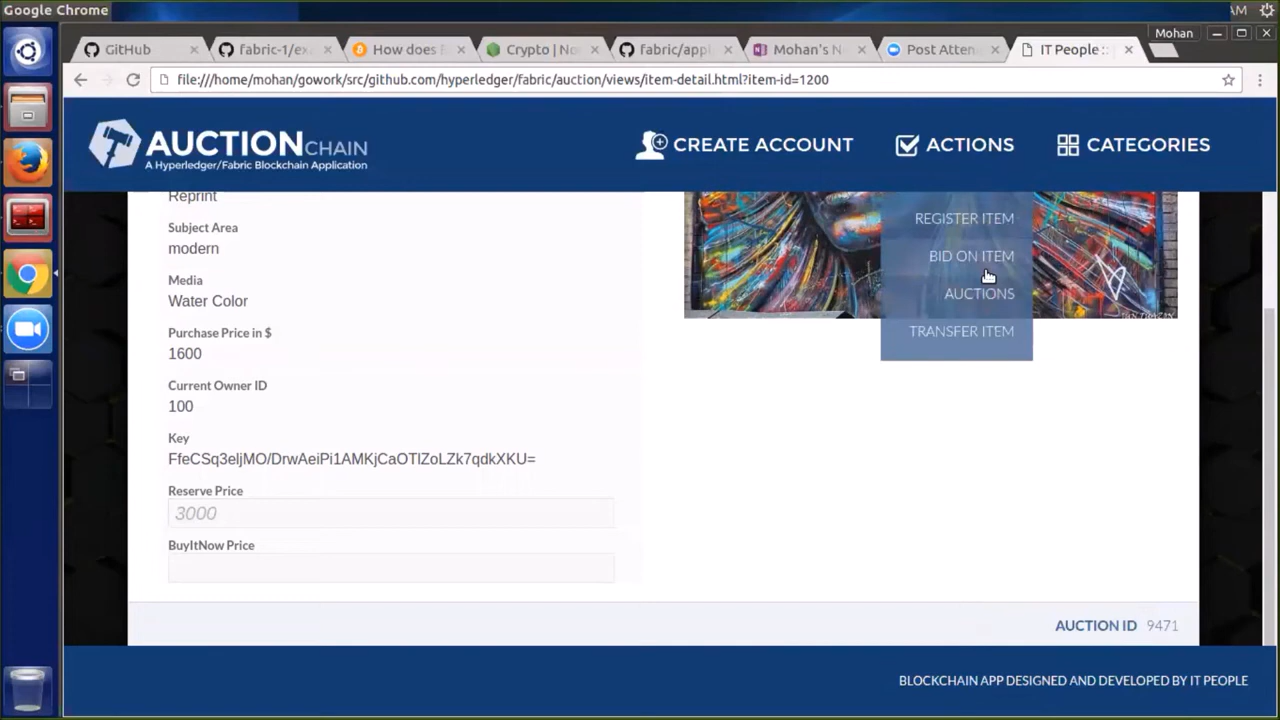 Google Chrome
AM
Mohan
GitHub
fabric-1/ex
How does
Crypto | No
fabric/appl
Mohan's N
Post Atten
IT People ::
file:///home/mohan/gowork/src/github.com/hyperledger/fabric/auction/views/item-detail.html?item-id=1200
AUCTIONCHAIN
A Hyperledger/Fabric Blockchain Application
CREATE ACCOUNT
ACTIONS
CATEGORIES
Reprint
REGISTER ITEM
Subject Area
modern
BID ON ITEM
Media
AUCTIONS
Water Color
Purchase Price in $
TRANSFER ITEM
1600
Current Owner ID
100
Key
FfeCSq3eljMO/DrwAeiPi1AMKjCaOTlZoLZk7qdkXKU=
Reserve Price
3000
BuyItNow Price
AUCTION ID 9471
BLOCKCHAIN APP DESIGNED AND DEVELOPED BY IT PEOPLE